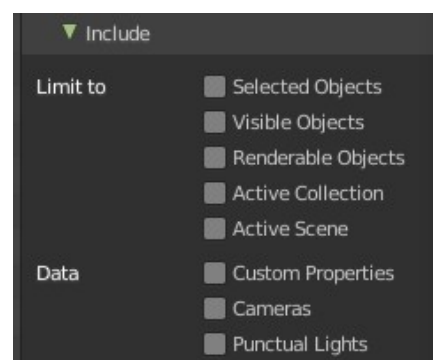 Include
Limit to Selected Objects
Visible Objects
Renderable Objects
Active Collection
Active Scene
Data Custom Properties
Cameras
Punctual Lights